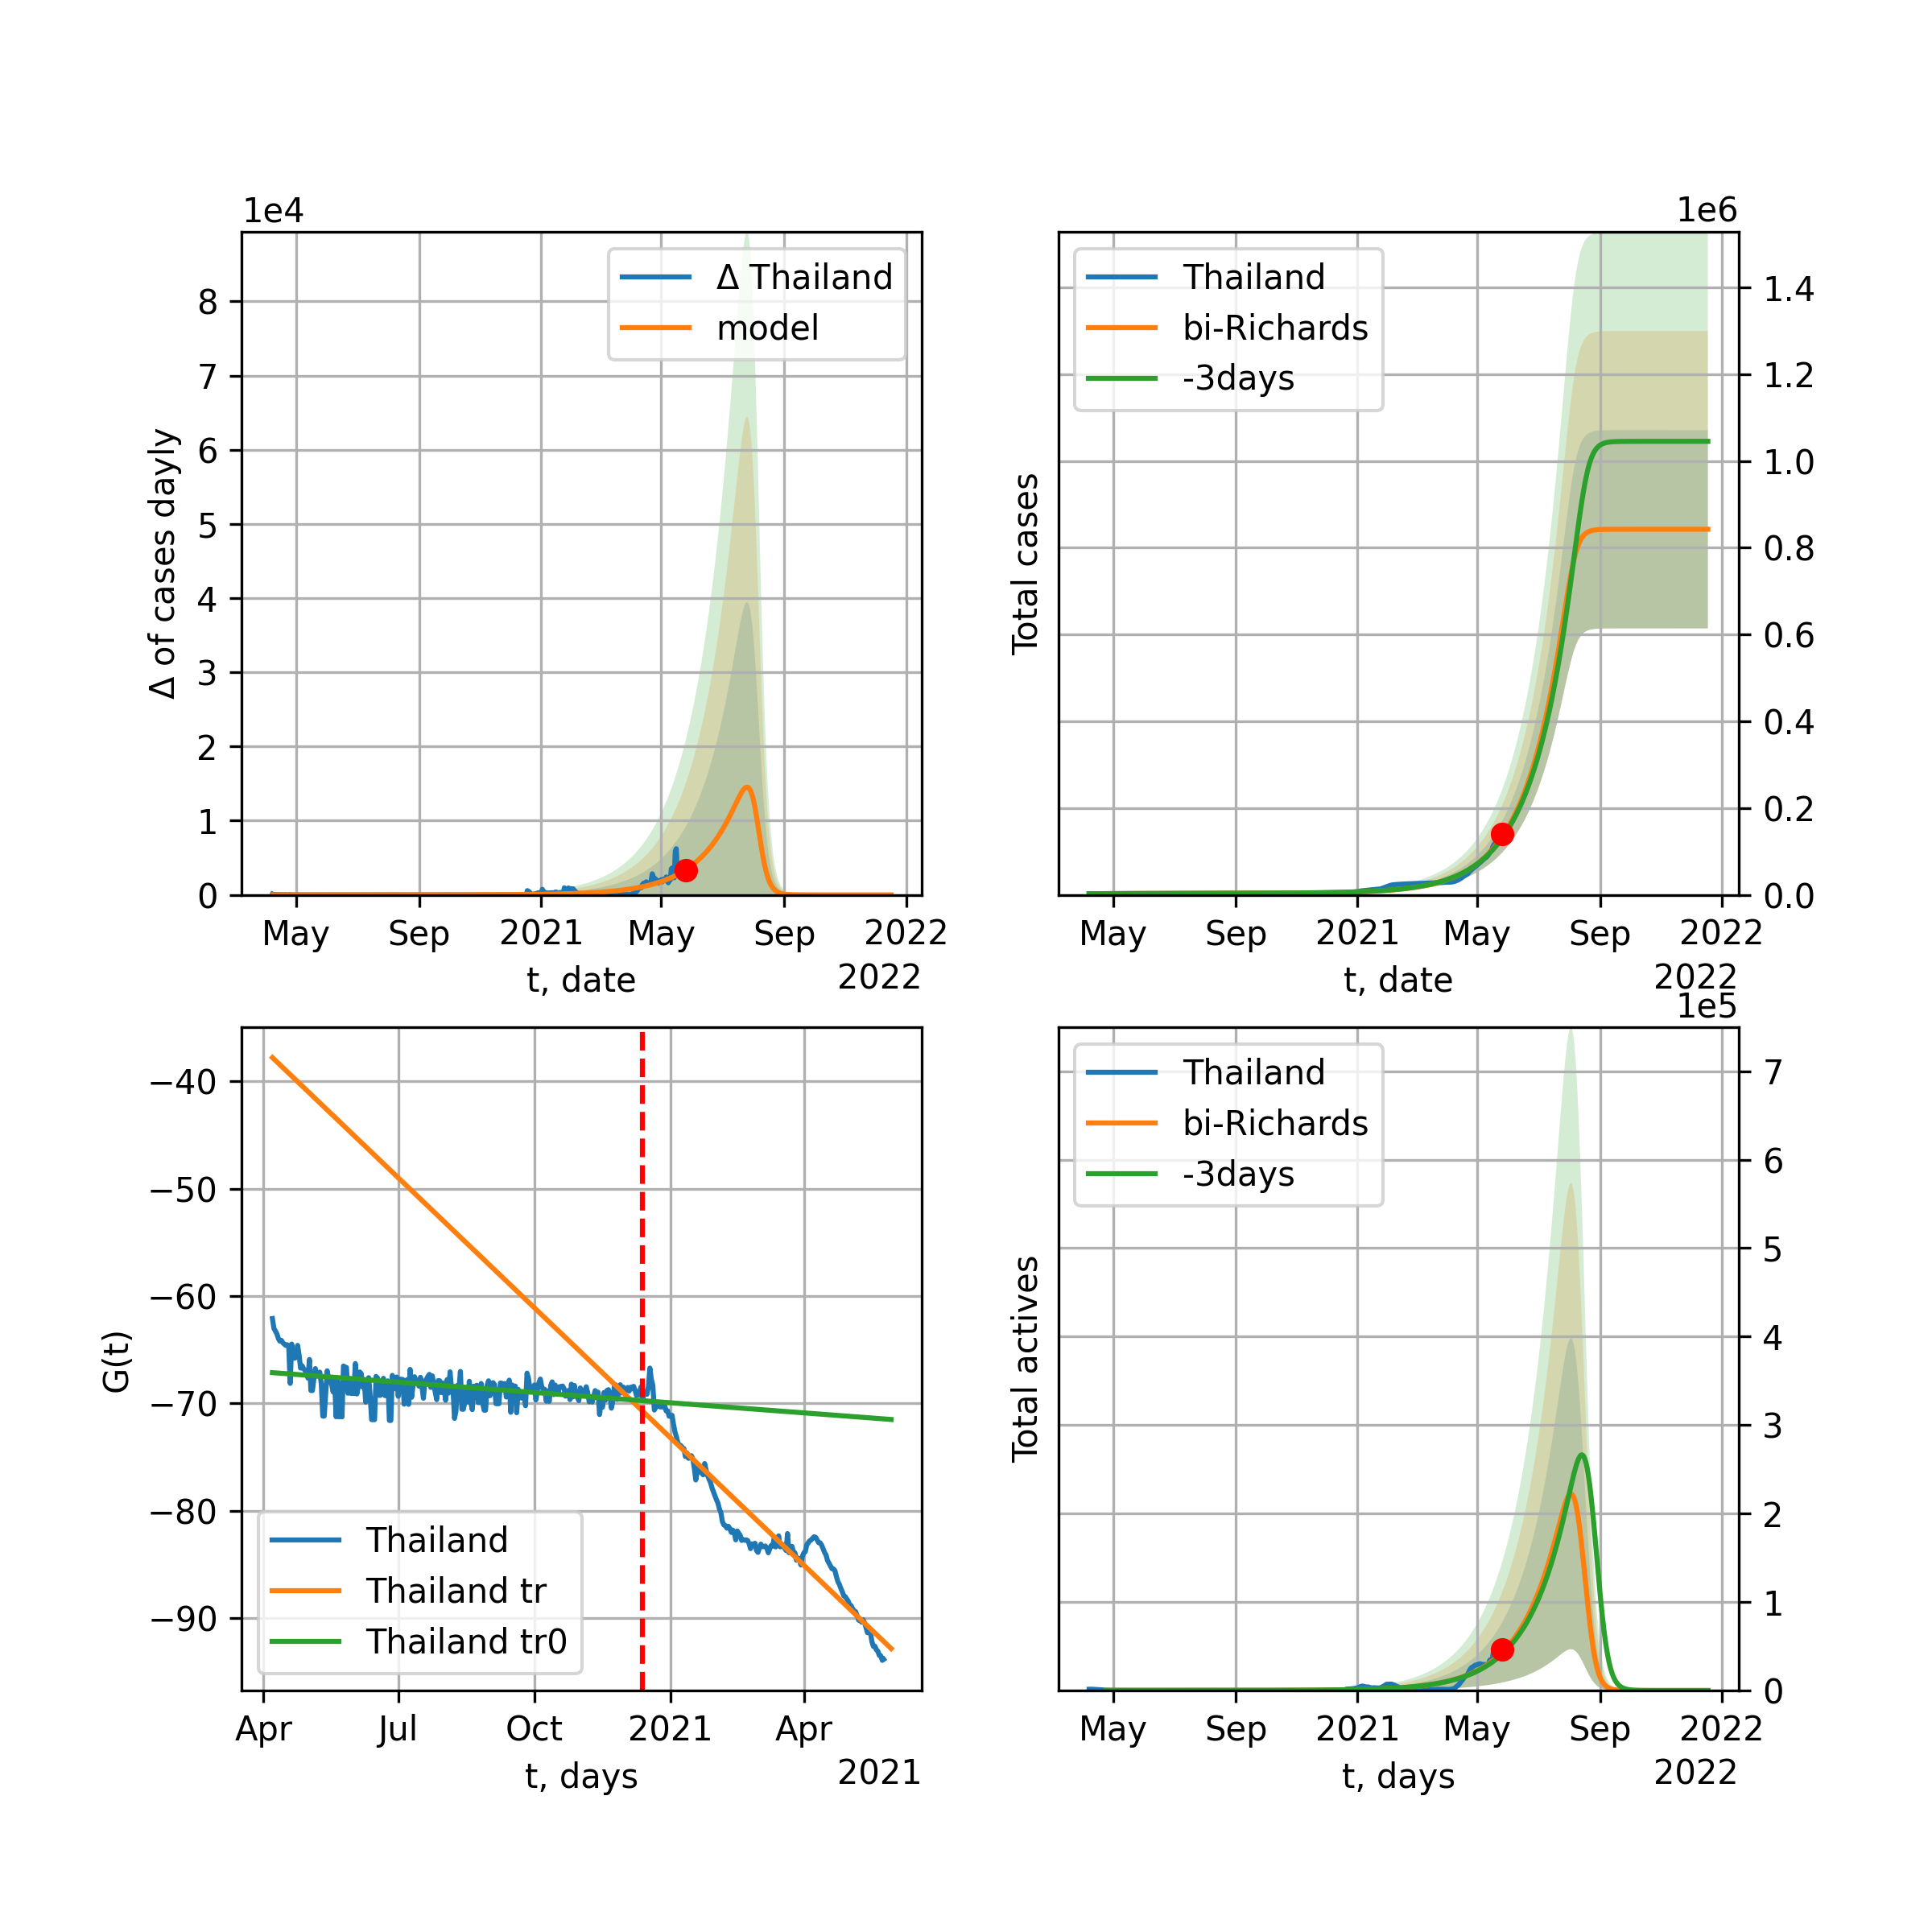 1e4
Δ of cases dayly
8
7
6
5
4
3
2
1
0
Δ Thailand
model
May Sep 2021 May Sep 2022
t, date
2022
1e6
Total cases
Thailand
bi-Richards
-3days
1.4
1.2
1.0
0.8
0.6
0.4
0.2
0.0
May Sep 2021 May Sep 2022
t, date
2022
G(t)
−40
−50
−60
−70
−80
−90
Thailand
Thailand tr
Thailand tr0
Apr Jul Oct 2021 Apr
t, days
2021
1e5
Total actives
Thailand
bi-Richards
-3days
7
6
5
4
3
2
1
0
May Sep 2021 May Sep 2022
t, days
2022